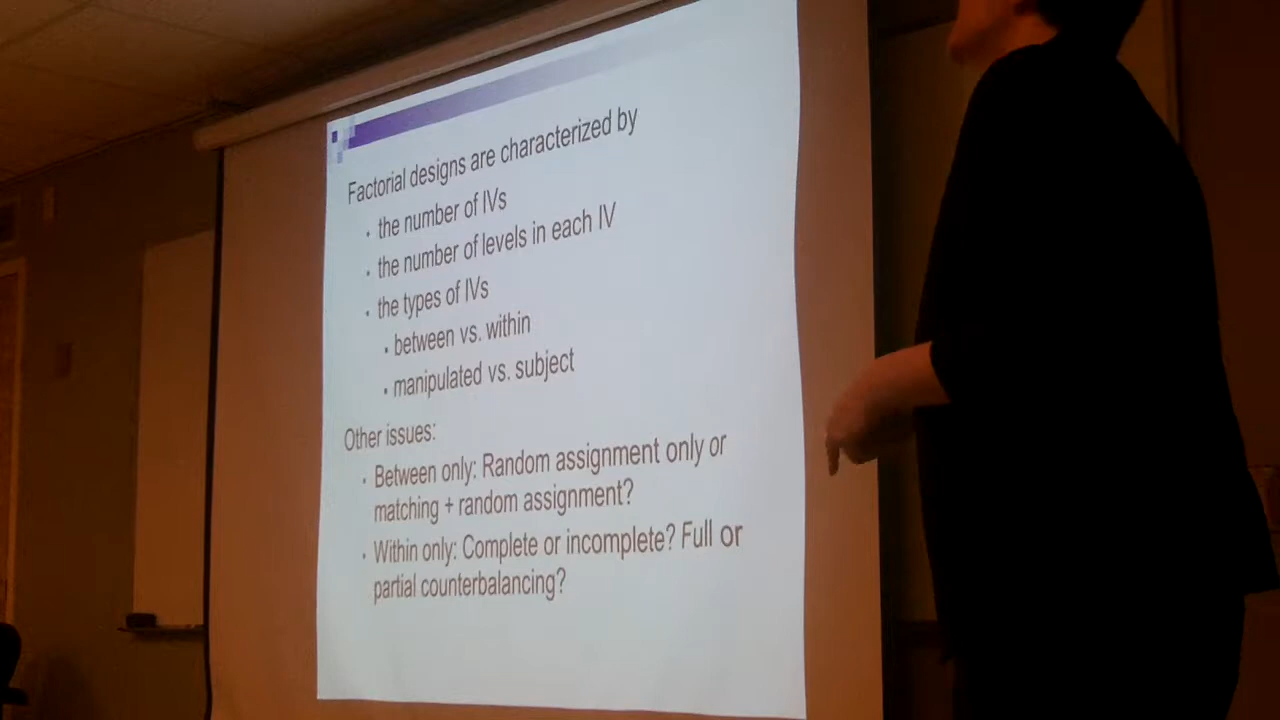 Factorial designs are characterized by
· the number of IVs
· the number of levels in each IV
· the types of IVs
· between vs. within
· manipulated vs. subject
Other issues:
· Between only: Random assignment only or
matching + random assignment?
· Within only: Complete or incomplete? Full or
partial counterbalancing?